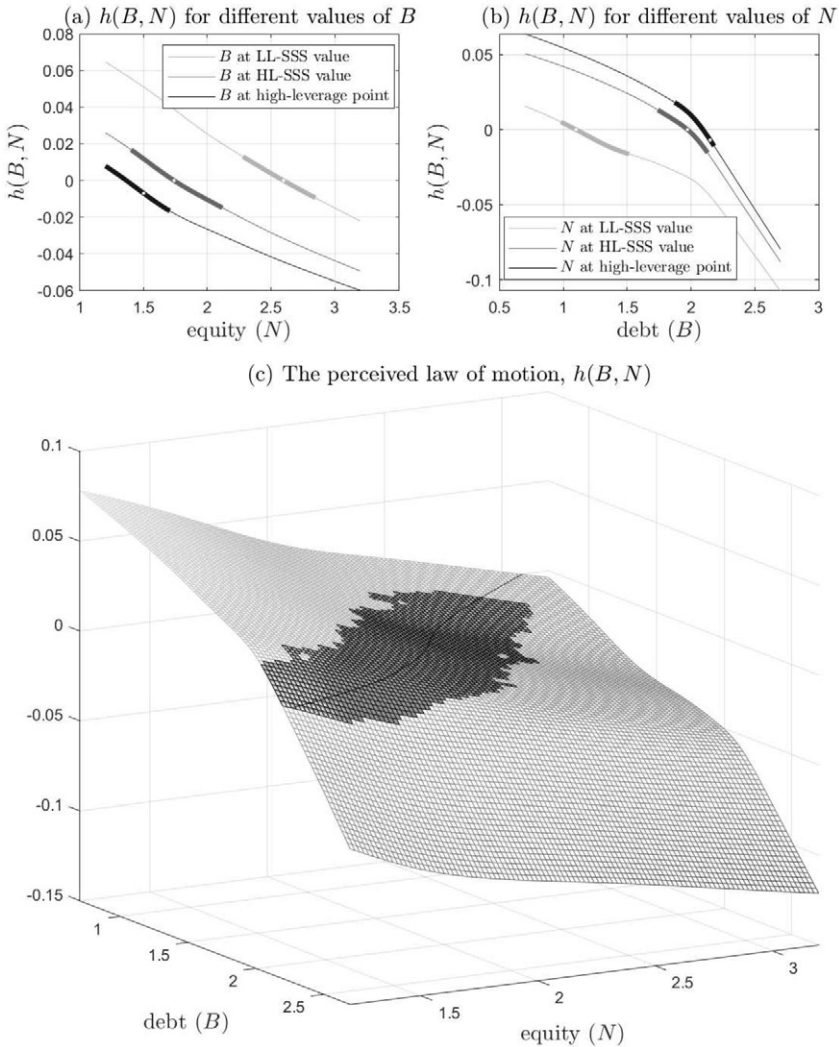 (a) h(B, N) for different values of B
0.08
0.06
0.04
0.02
0
-0.02
-0.04
-0.06
h(B, N)
B at LL-SSS value
B at HL-SSS value
B at high-leverage point
1
1.5
2
2.5
3
3.5
equity (N)
(b) h(B, N) for different values of N
0.05
0
-0.05
-0.1
h(B, N)
N at LL-SSS value
N at HL-SSS value
N at high-leverage point
0.5
1
1.5
2
2.5
3
debt (B)
(c) The perceived law of motion, h(B, N)
0.1
0.05
0
-0.05
-0.1
-0.15
1
1.5
2
2.5
debt (B)
1.5
2
2.5
3
equity (N)